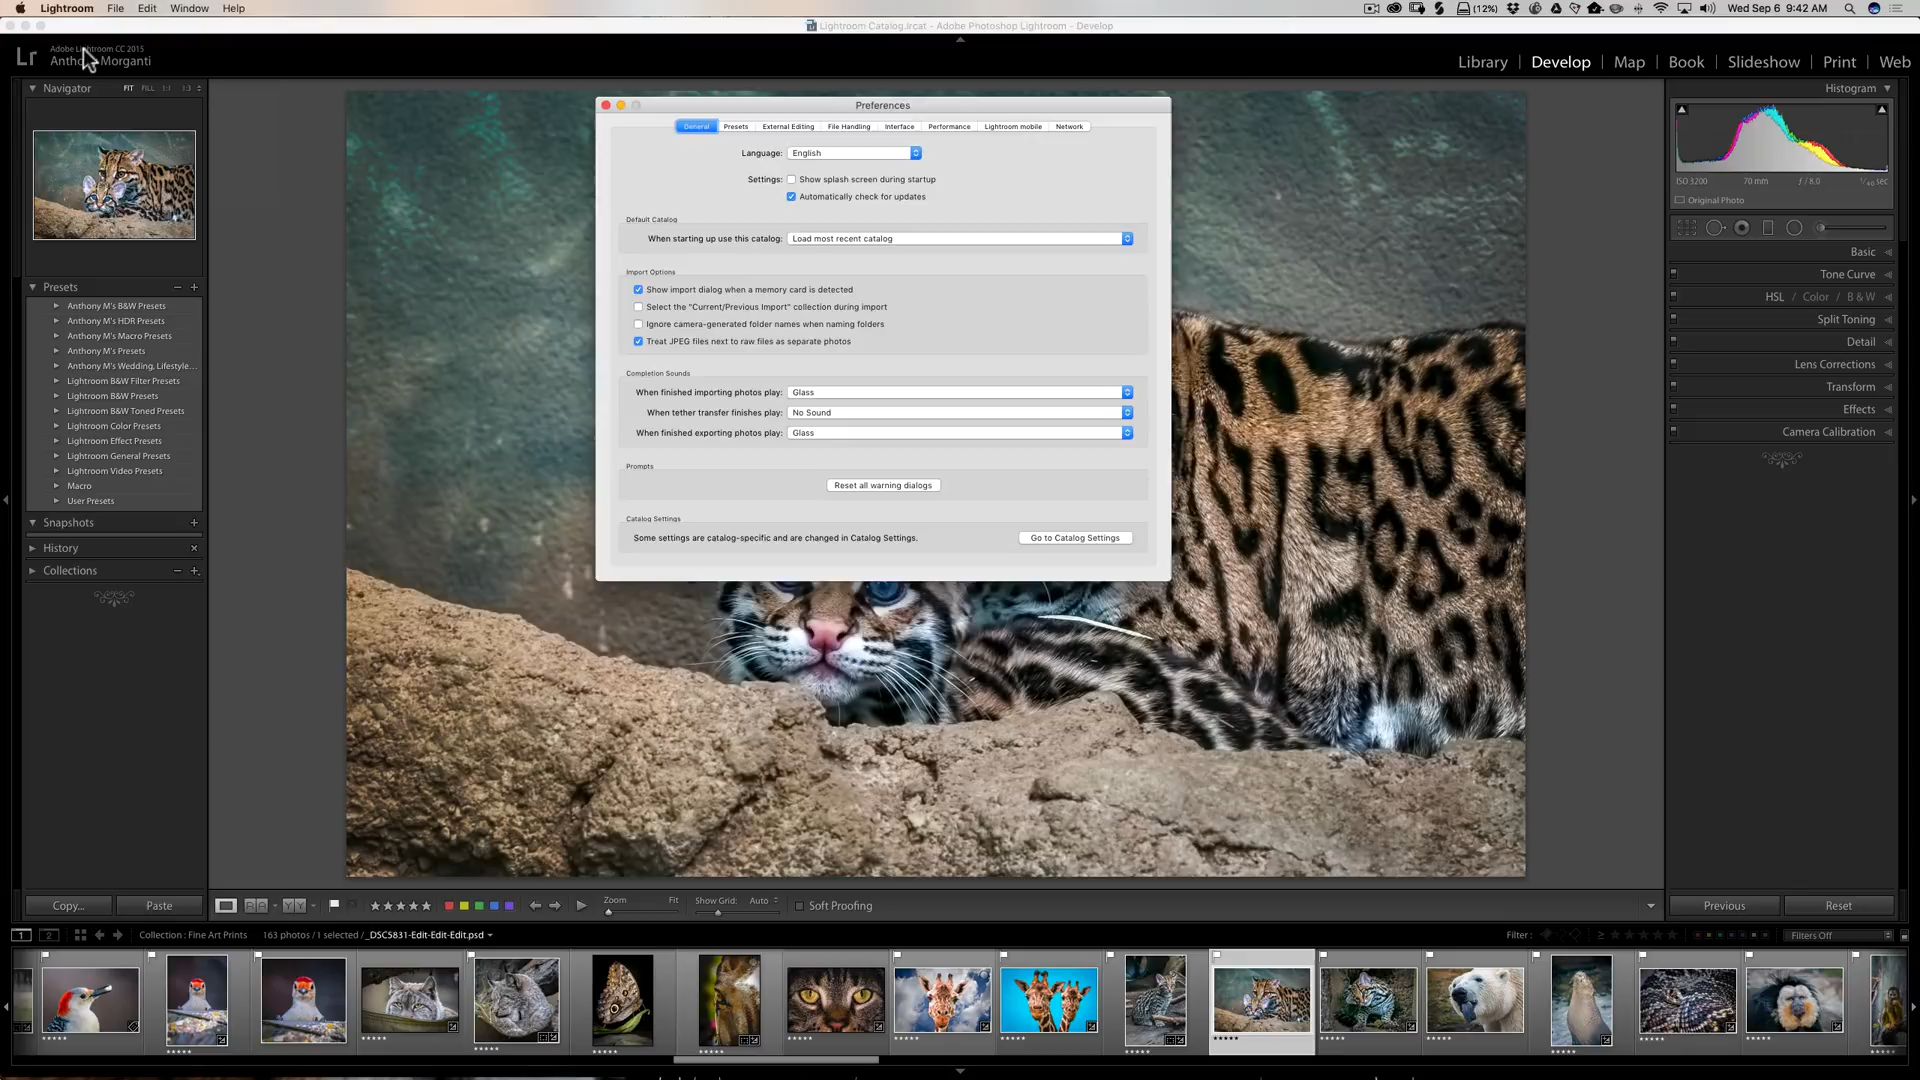 Lightroom File Edit Window Help
(12%) Wed Sep 6 9:42 AM
Lightroom Catalog.lrcat - Adobe Photoshop Lightroom - Develop
Lr Adobe Lightroom CC 2015
Anthony Morganti
Library | Develop | Map | Book | Slideshow | Print | Web
Navigator FIT FILL 1:1 1:3
Presets
Anthony M's B&W Presets
Anthony M's HDR Presets
Anthony M's Macro Presets
Anthony M's Presets
Anthony M's Wedding, Lifestyle...
Lightroom B&W Filter Presets
Lightroom B&W Presets
Lightroom B&W Toned Presets
Lightroom Color Presets
Lightroom Effect Presets
Lightroom General Presets
Lightroom Video Presets
Macro
User Presets
Snapshots
History
Collections
Preferences
General Presets External Editing File Handling Interface Performance Lightroom mobile Network
Language: English
Settings: Show splash screen during startup
Automatically check for updates
Default Catalog
When starting up use this catalog: Load most recent catalog
Import Options
Show import dialog when a memory card is detected
Select the "Current/Previous Import" collection during import
Ignore camera-generated folder names when naming folders
Treat JPEG files next to raw files as separate photos
Completion Sounds
When finished importing photos play: Glass
When tether transfer finishes play: No Sound
When finished exporting photos play: Glass
Prompts
Reset all warning dialogs
Catalog Settings
Some settings are catalog-specific and are changed in Catalog Settings. Go to Catalog Settings
Histogram
ISO 3200 70 mm ƒ / 8.0 1/40 sec
Original Photo
Basic
Tone Curve
HSL / Color / B & W
Split Toning
Detail
Lens Corrections
Transform
Effects
Camera Calibration
Copy... Paste
Zoom Fit Show Grid: Auto Soft Proofing
Previous Reset
1 2 Collection : Fine Art Prints 163 photos / 1 selected / _DSC5831-Edit-Edit-Edit.psd
Filter : Filters Off